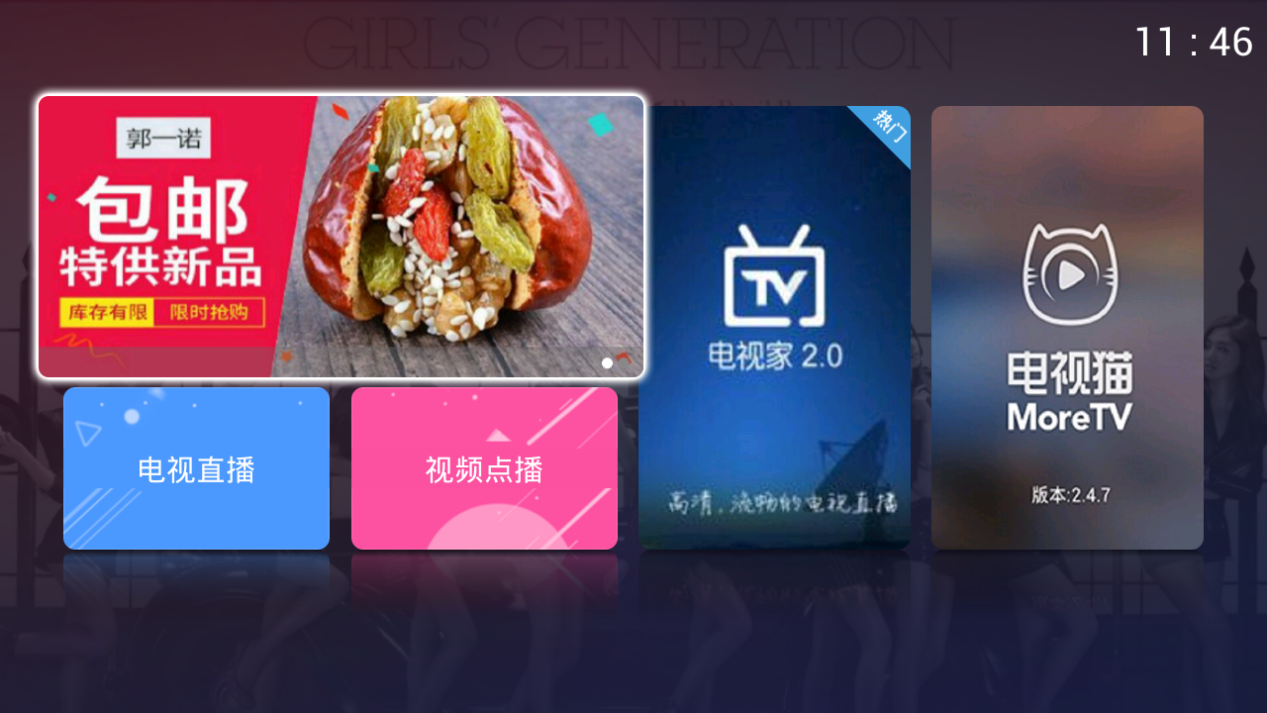 GIRLS' GENERATION
11 : 46
郭一诺
包邮
特供新品
库存有限 限时抢购
热门
电视家 2.0
高清，流畅的电视直播
电视猫
MoreTV
版本:2.4.7
电视直播
视频点播